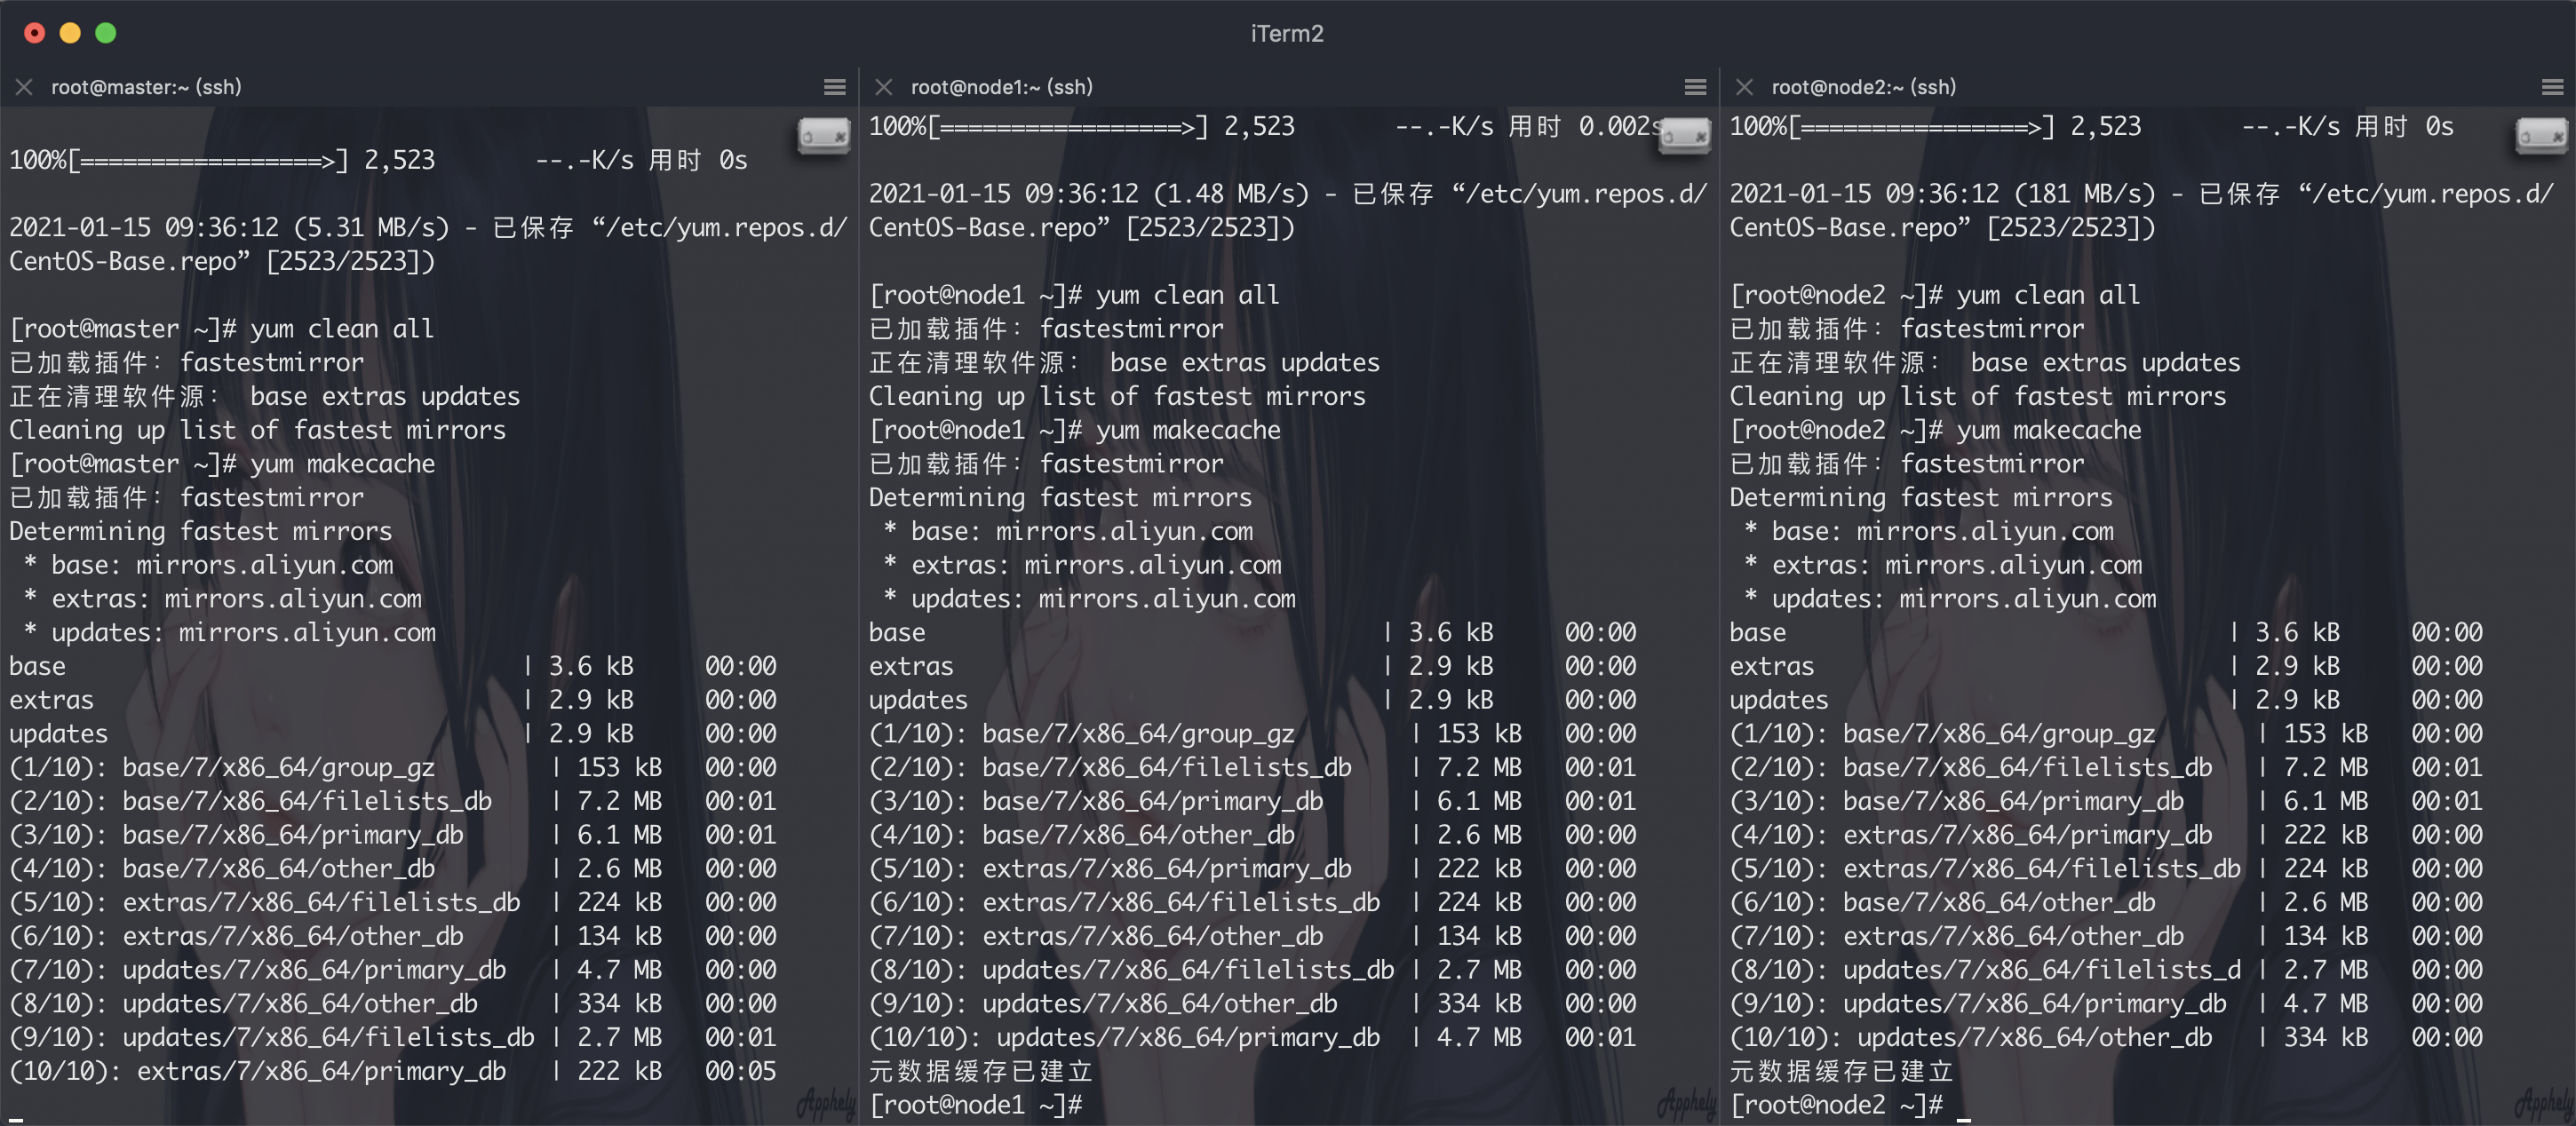 iTerm2
root@master:~ (ssh)
100%[=================>] 2,523       --.-K/s 用时 0s
2021-01-15 09:36:12 (5.31 MB/s) - 已保存 “/etc/yum.repos.d/
CentOS-Base.repo” [2523/2523])
[root@master ~]# yum clean all
已加载插件：fastestmirror
正在清理软件源： base extras updates
Cleaning up list of fastest mirrors
[root@master ~]# yum makecache
已加载插件：fastestmirror
Determining fastest mirrors
 * base: mirrors.aliyun.com
 * extras: mirrors.aliyun.com
 * updates: mirrors.aliyun.com
base                                | 3.6 kB     00:00
extras                              | 2.9 kB     00:00
updates                             | 2.9 kB     00:00
(1/10): base/7/x86_64/group_gz        | 153 kB   00:00
(2/10): base/7/x86_64/filelists_db    | 7.2 MB   00:01
(3/10): base/7/x86_64/primary_db      | 6.1 MB   00:01
(4/10): base/7/x86_64/other_db        | 2.6 MB   00:00
(5/10): extras/7/x86_64/filelists_db  | 224 kB   00:00
(6/10): extras/7/x86_64/other_db      | 134 kB   00:00
(7/10): updates/7/x86_64/primary_db   | 4.7 MB   00:00
(8/10): updates/7/x86_64/other_db     | 334 kB   00:00
(9/10): updates/7/x86_64/filelists_db | 2.7 MB   00:01
(10/10): extras/7/x86_64/primary_db   | 222 kB   00:05
Apphely
root@node1:~ (ssh)
100%[=================>] 2,523       --.-K/s 用时 0.002s
2021-01-15 09:36:12 (1.48 MB/s) - 已保存 “/etc/yum.repos.d/
CentOS-Base.repo” [2523/2523])
[root@node1 ~]# yum clean all
已加载插件：fastestmirror
正在清理软件源： base extras updates
Cleaning up list of fastest mirrors
[root@node1 ~]# yum makecache
已加载插件：fastestmirror
Determining fastest mirrors
 * base: mirrors.aliyun.com
 * extras: mirrors.aliyun.com
 * updates: mirrors.aliyun.com
base                                | 3.6 kB     00:00
extras                              | 2.9 kB     00:00
updates                             | 2.9 kB     00:00
(1/10): base/7/x86_64/group_gz        | 153 kB   00:00
(2/10): base/7/x86_64/filelists_db    | 7.2 MB   00:01
(3/10): base/7/x86_64/primary_db      | 6.1 MB   00:01
(4/10): base/7/x86_64/other_db        | 2.6 MB   00:00
(5/10): extras/7/x86_64/primary_db    | 222 kB   00:00
(6/10): extras/7/x86_64/filelists_db  | 224 kB   00:00
(7/10): extras/7/x86_64/other_db      | 134 kB   00:00
(8/10): updates/7/x86_64/filelists_db | 2.7 MB   00:00
(9/10): updates/7/x86_64/other_db     | 334 kB   00:00
(10/10): updates/7/x86_64/primary_db  | 4.7 MB   00:01
元数据缓存已建立
[root@node1 ~]#
Apphely
root@node2:~ (ssh)
100%[================>] 2,523       --.-K/s 用时 0s
2021-01-15 09:36:12 (181 MB/s) - 已保存 “/etc/yum.repos.d/
CentOS-Base.repo” [2523/2523])
[root@node2 ~]# yum clean all
已加载插件：fastestmirror
正在清理软件源： base extras updates
Cleaning up list of fastest mirrors
[root@node2 ~]# yum makecache
已加载插件：fastestmirror
Determining fastest mirrors
 * base: mirrors.aliyun.com
 * extras: mirrors.aliyun.com
 * updates: mirrors.aliyun.com
base                               | 3.6 kB     00:00
extras                             | 2.9 kB     00:00
updates                            | 2.9 kB     00:00
(1/10): base/7/x86_64/group_gz       | 153 kB   00:00
(2/10): base/7/x86_64/filelists_db   | 7.2 MB   00:01
(3/10): base/7/x86_64/primary_db     | 6.1 MB   00:01
(4/10): extras/7/x86_64/primary_db   | 222 kB   00:00
(5/10): extras/7/x86_64/filelists_db | 224 kB   00:00
(6/10): base/7/x86_64/other_db       | 2.6 MB   00:00
(7/10): extras/7/x86_64/other_db     | 134 kB   00:00
(8/10): updates/7/x86_64/filelists_d | 2.7 MB   00:00
(9/10): updates/7/x86_64/primary_db  | 4.7 MB   00:00
(10/10): updates/7/x86_64/other_db   | 334 kB   00:00
元数据缓存已建立
[root@node2 ~]#
Apphely